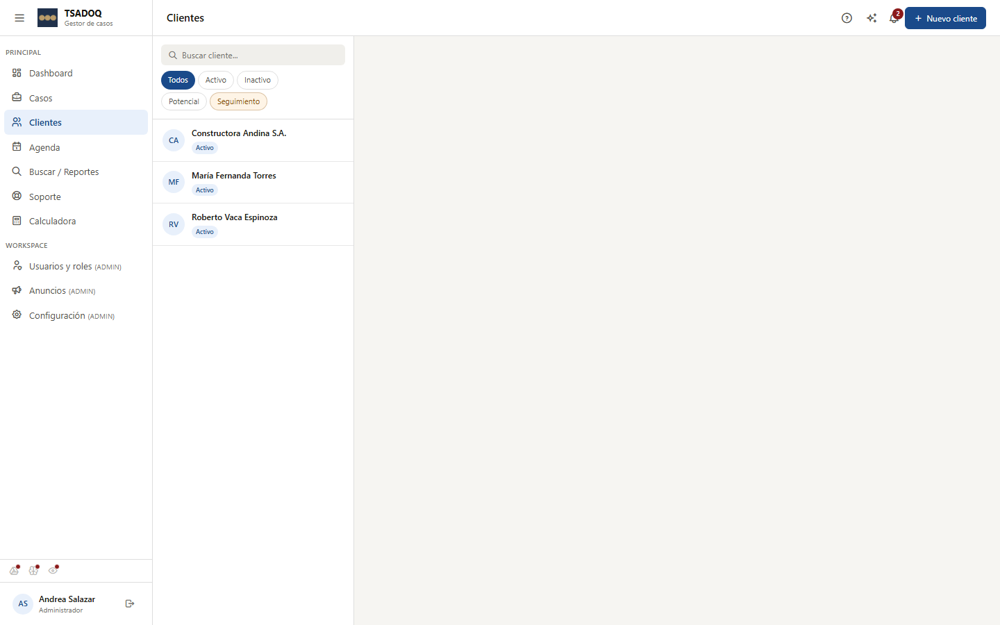 TSADOQ
Gestor de casos
Clientes
2
+ Nuevo cliente
PRINCIPAL
Dashboard
Casos
Clientes
Agenda
Buscar / Reportes
Soporte
Calculadora
WORKSPACE
Usuarios y roles (ADMIN)
Anuncios (ADMIN)
Configuración (ADMIN)
AS
Andrea Salazar
Administrador
Buscar cliente...
Todos Activo Inactivo
Potencial Seguimiento
CA
Constructora Andina S.A.
Activo
MF
María Fernanda Torres
Activo
RV
Roberto Vaca Espinoza
Activo